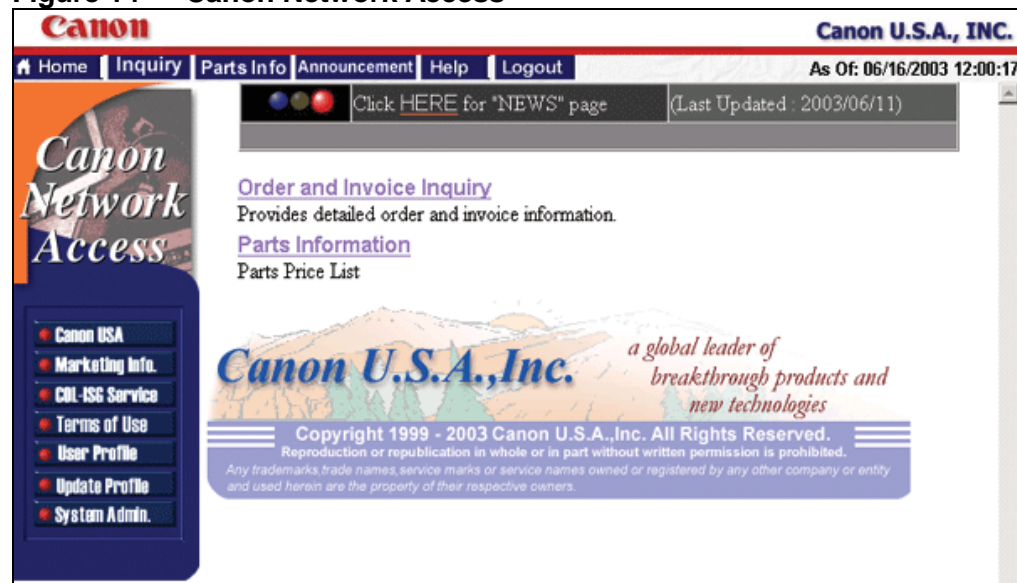 Canon
Canon U.S.A., INC.
Home Inquiry Parts Info Announcement Help Logout
As Of: 06/16/2003 12:00:17
Click HERE for "NEWS" page
(Last Updated : 2003/06/11)
Canon
Network
Access
Order and Invoice Inquiry
Provides detailed order and invoice information.
Parts Information
Parts Price List
Canon USA
Marketing Info.
COL-ISG Service
Terms of Use
User Profile
Update Profile
System Admin.
Canon U.S.A.,Inc.
a global leader of
breakthrough products and
new technologies
Copyright 1999 - 2003 Canon U.S.A.,Inc. All Rights Reserved.
Reproduction or republication in whole or in part without written permission is prohibited.
Any trademarks,trade names,service marks or service names owned or registered by any other company or entity
and used herein are the property of their respective owners.